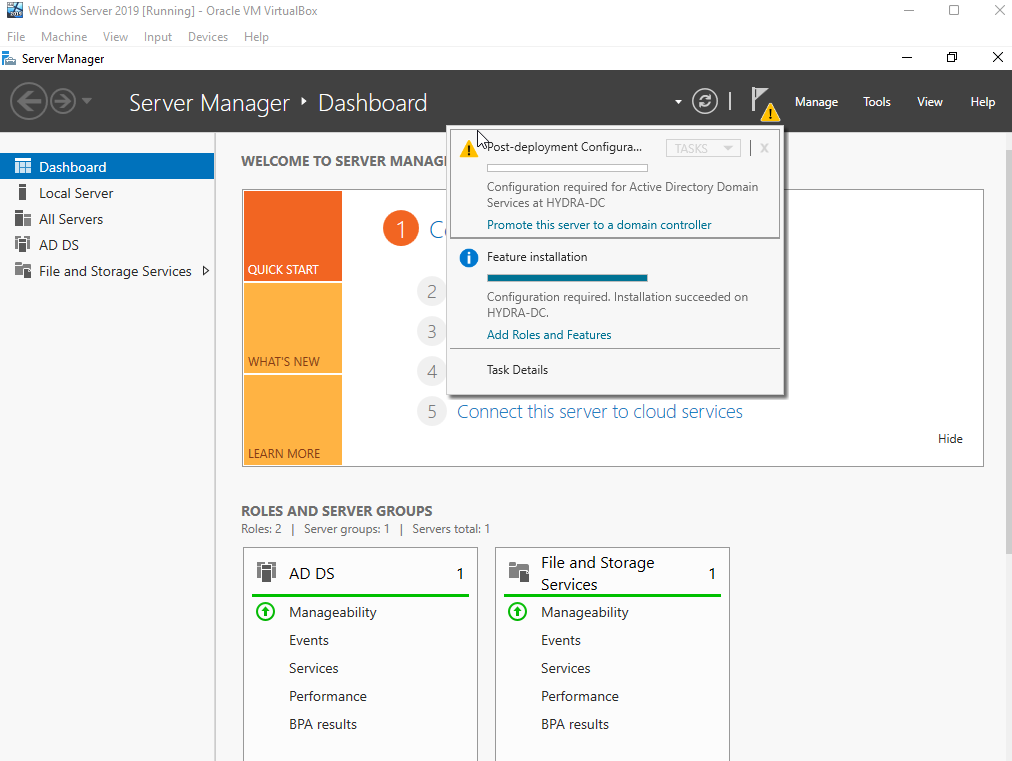 Windows Server 2019 [Running] - Oracle VM VirtualBox
File Machine View Input Devices Help
Server Manager
Server Manager Dashboard
Manage Tools View Help
Dashboard
Local Server
All Servers
AD DS
File and Storage Services
WELCOME TO SERVER MANAG
QUICK START
WHAT'S NEW
LEARN MORE
1
2
3
4
5 Connect this server to cloud services
Hide
Post-deployment Configura...
TASKS
X
Configuration required for Active Directory Domain
Services at HYDRA-DC
Promote this server to a domain controller
Feature installation
Configuration required. Installation succeeded on
HYDRA-DC.
Add Roles and Features
Task Details
ROLES AND SERVER GROUPS
Roles: 2 | Server groups: 1 | Servers total: 1
AD DS 1
Manageability
Events
Services
Performance
BPA results
File and Storage
Services
1
Manageability
Events
Services
Performance
BPA results